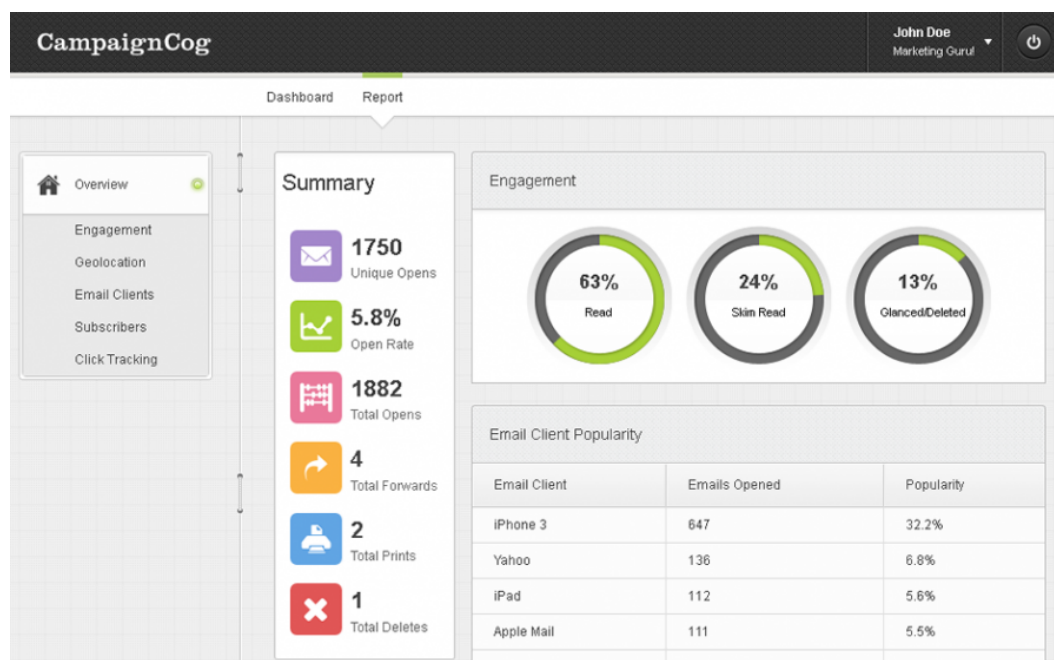 CampaignCog
John Doe
Marketing Guru!
Dashboard Report
Overview
Engagement
Geolocation
Email Clients
Subscribers
Click Tracking
Summary
1750
Unique Opens
5.8%
Open Rate
1882
Total Opens
4
Total Forwards
2
Total Prints
1
Total Deletes
Engagement
63%
Read
24%
Skim Read
13%
Glanced/Deleted
Email Client Popularity
Email Client Emails Opened Popularity
iPhone 3 647 32.2%
Yahoo 136 6.8%
iPad 112 5.6%
Apple Mail 111 5.5%